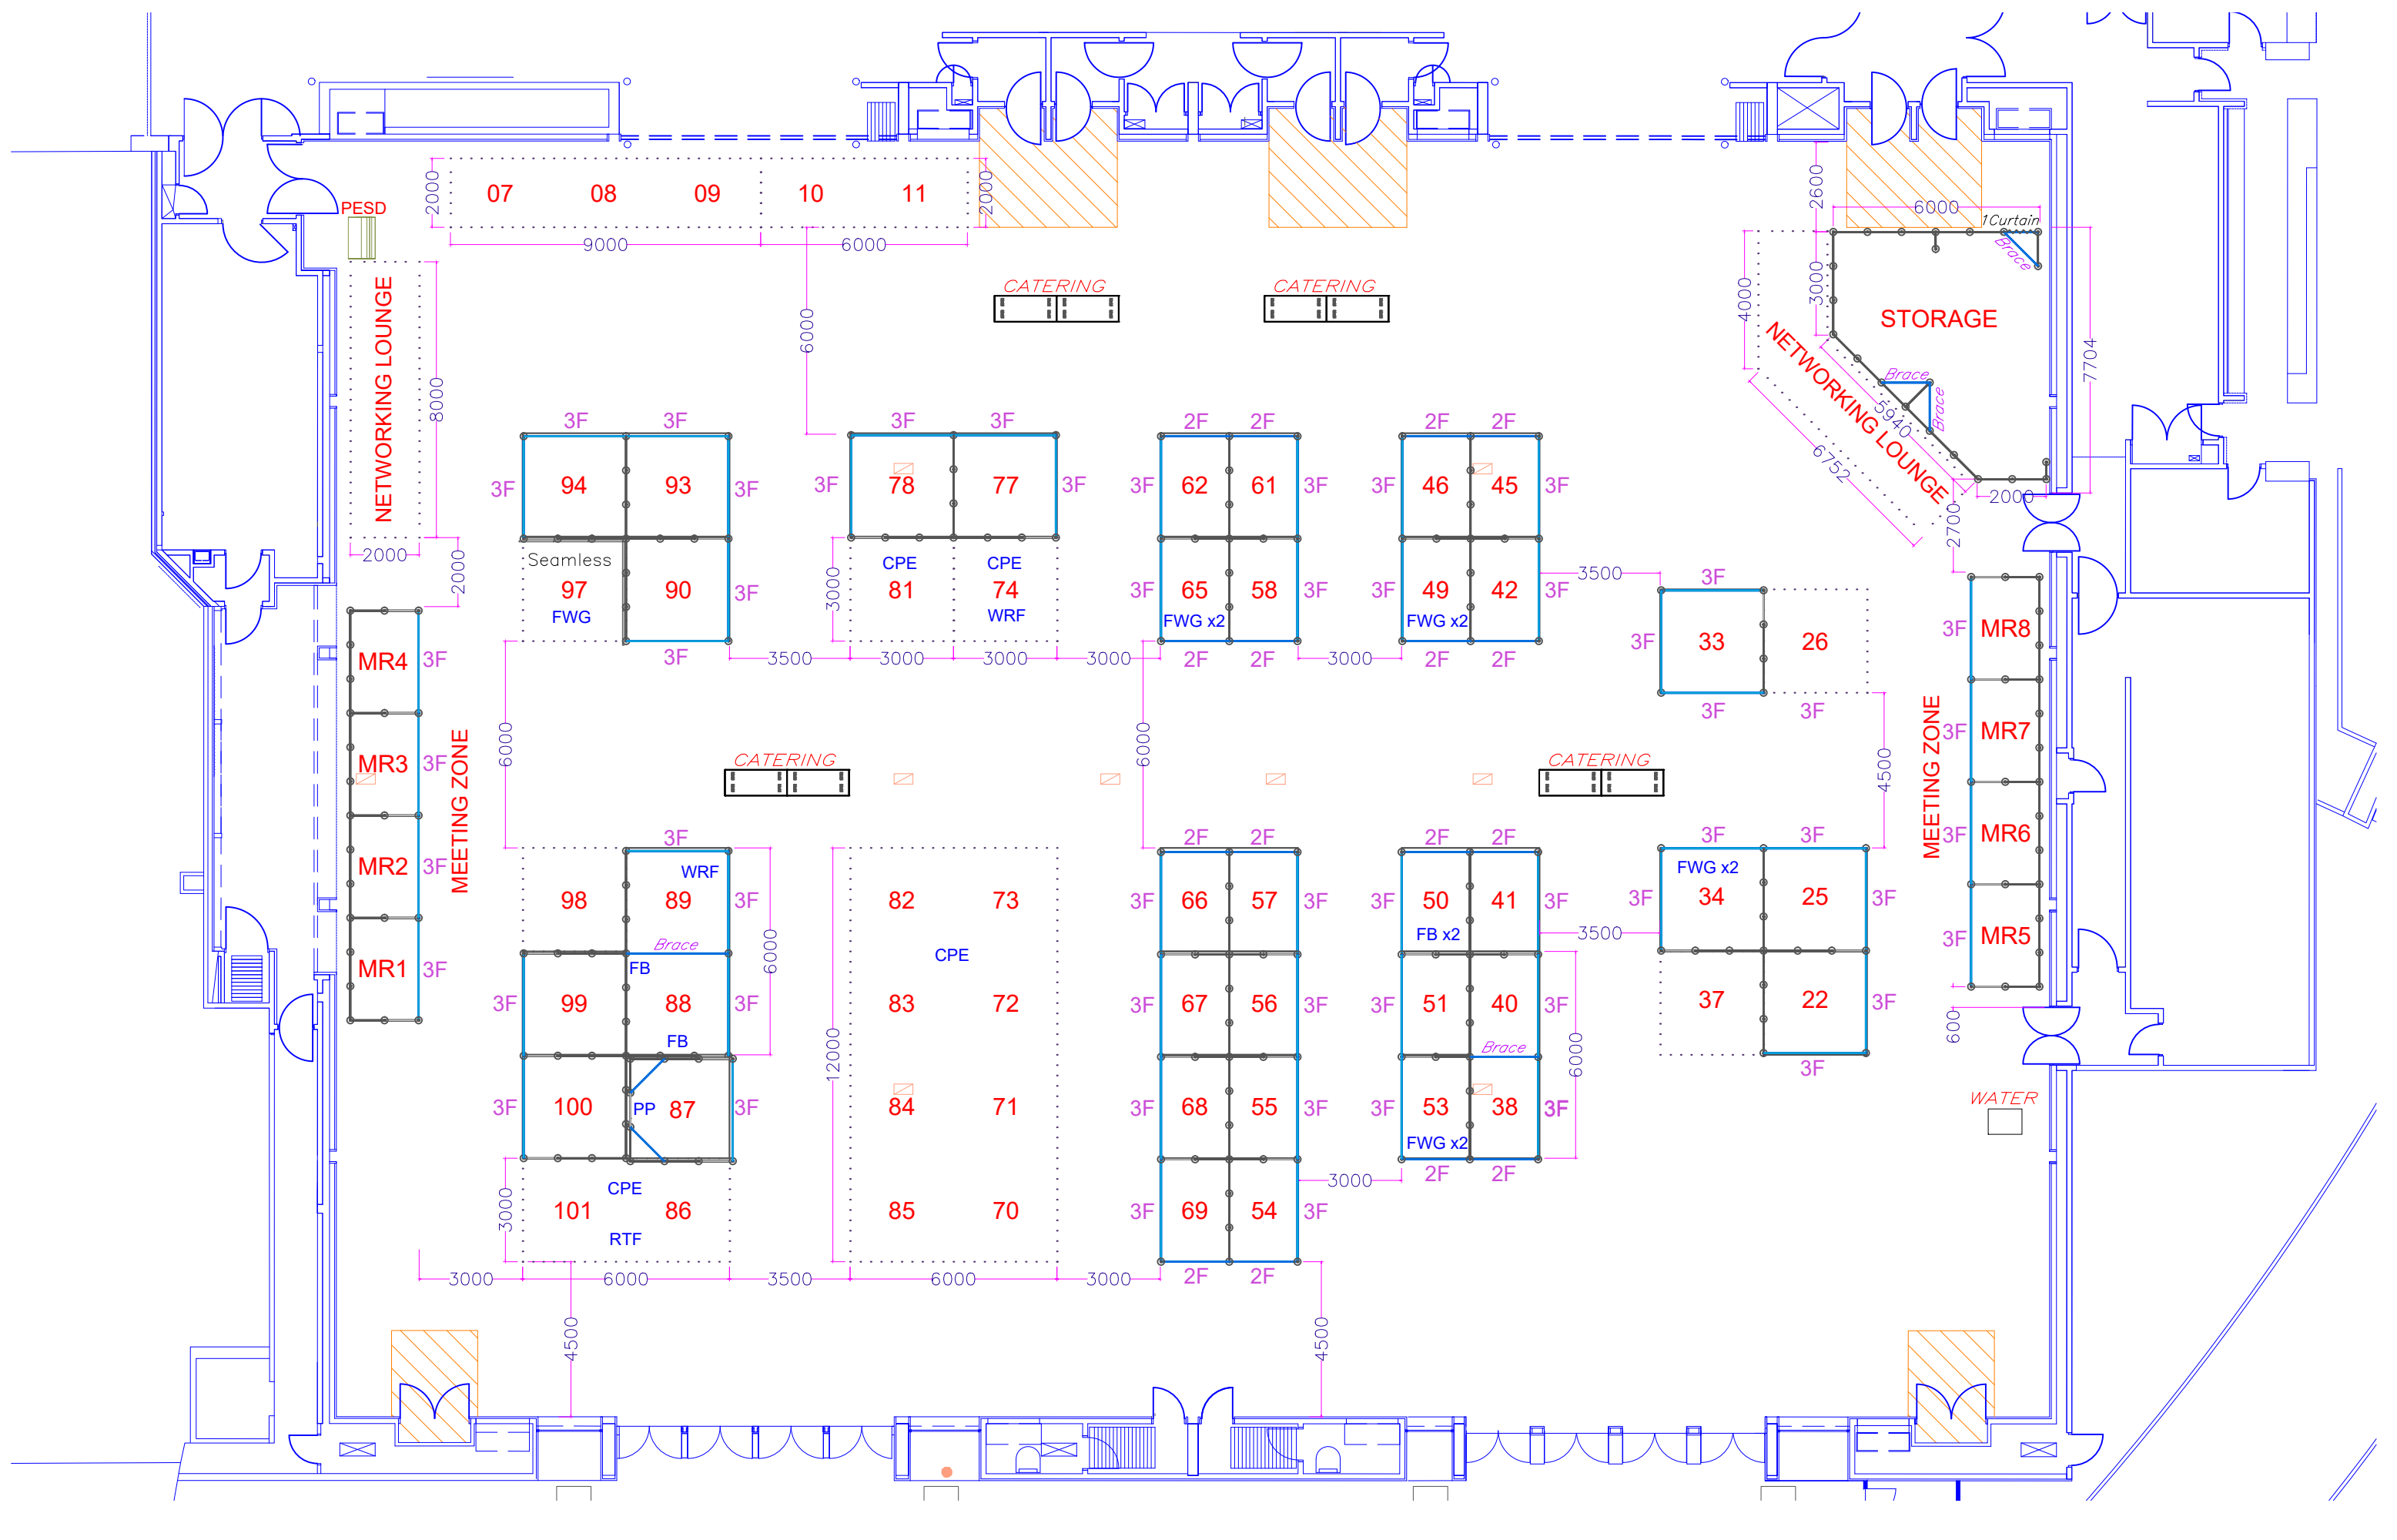 PESD
2000
07 08 09 10 11
2000
9000 6000
2600
6000
1Curtain
Brace
STORAGE
3000
4000
7704
NETWORKING LOUNGE
8000
2000
2000
6000
CATERING CATERING
NETWORKING LOUNGE
5940
6752
Brace
Brace
2000
2700
3F 3F 3F 3F 2F 2F 2F 2F
3F 94 93 3F 3F 78 77 3F 3F 62 61 3F 3F 46 45 3F
Seamless
97 90 3F
FWG
3F
3000
CPE CPE
81 74
WRF
3F 65 58 3F
FWG x2
2F 2F
3F 49 42 3F
FWG x2
2F 2F
3500
3500 3000 3000 3000 3000
3F
3F 33 26
3F 3F
MR4 3F
MR3 3F
MR2 3F
MR1 3F
MEETING ZONE
3F MR8
3F MR7
3F MR6
3F MR5
MEETING ZONE
600
6000
6000
4500
CATERING CATERING
3F
WRF
98 89 3F
Brace
6000
FB
3F 99 88 3F
FB
3F 100 PP 87 3F
CPE
101 86
RTF
3000
12000
82 73
CPE
83 72
84 71
85 70
2F 2F
3F 66 57 3F
3F 67 56 3F
3F 68 55 3F
3F 69 54 3F
2F 2F
2F 2F
3F 50 41 3F
FB x2
3F 51 40 3F
Brace
6000
3F 53 38 3F
FWG x2
2F 2F
3000
3500
3F 3F
FWG x2
3F 34 25 3F
37 22 3F
3F
WATER
3000 6000 3500 6000 3000
4500
4500